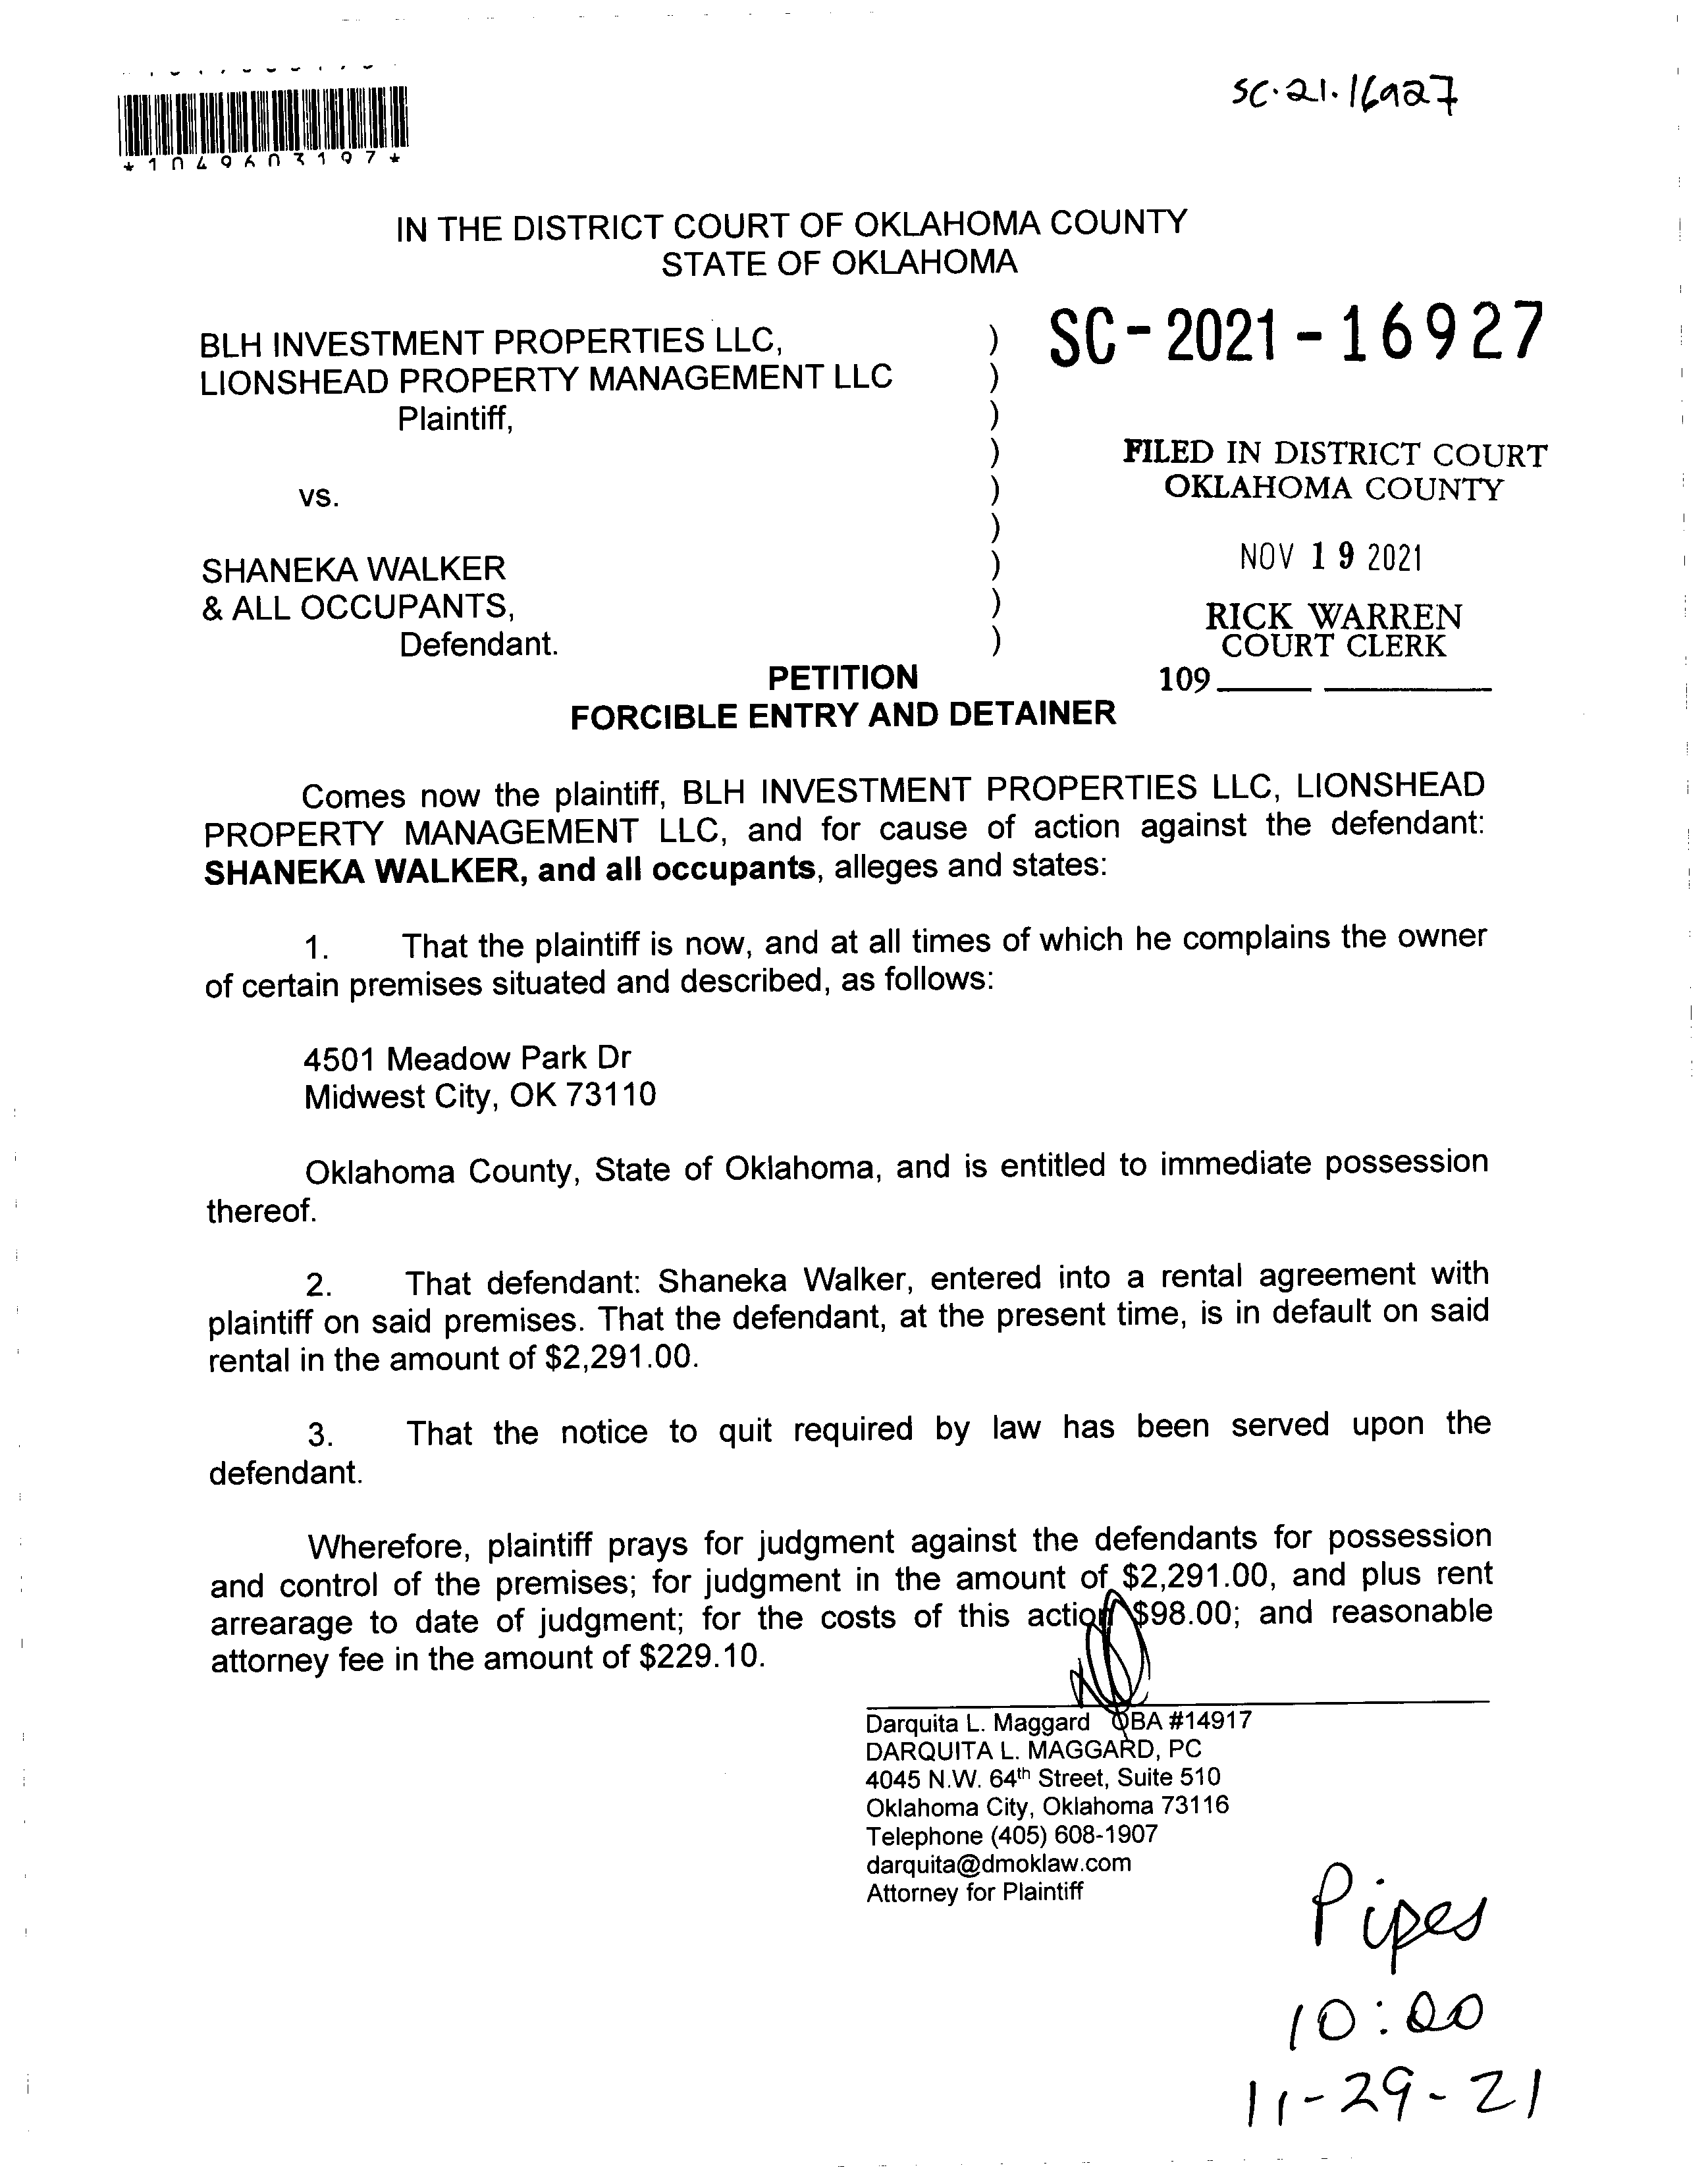 SC-21-16927
*1049603197*
IN THE DISTRICT COURT OF OKLAHOMA COUNTY
STATE OF OKLAHOMA
BLH INVESTMENT PROPERTIES LLC, )
LIONSHEAD PROPERTY MANAGEMENT LLC )
Plaintiff, )
)
vs. )
)
SHANEKA WALKER )
& ALL OCCUPANTS, )
Defendant. )
SC-2021-16927
FILED IN DISTRICT COURT
OKLAHOMA COUNTY
NOV 19 2021
RICK WARREN
COURT CLERK
109
PETITION
FORCIBLE ENTRY AND DETAINER
Comes now the plaintiff, BLH INVESTMENT PROPERTIES LLC, LIONSHEAD
PROPERTY MANAGEMENT LLC, and for cause of action against the defendant:
SHANEKA WALKER, and all occupants, alleges and states:
1. That the plaintiff is now, and at all times of which he complains the owner
of certain premises situated and described, as follows:
4501 Meadow Park Dr
Midwest City, OK 73110
Oklahoma County, State of Oklahoma, and is entitled to immediate possession
thereof.
2. That defendant: Shaneka Walker, entered into a rental agreement with
plaintiff on said premises. That the defendant, at the present time, is in default on said
rental in the amount of $2,291.00.
3. That the notice to quit required by law has been served upon the
defendant.
Wherefore, plaintiff prays for judgment against the defendants for possession
and control of the premises; for judgment in the amount of $2,291.00, and plus rent
arrearage to date of judgment; for the costs of this action $98.00; and reasonable
attorney fee in the amount of $229.10.
Darquita L. Maggard OBA #14917
DARQUITA L. MAGGARD, PC
4045 N.W. 64th Street, Suite 510
Oklahoma City, Oklahoma 73116
Telephone (405) 608-1907
darquita@dmoklaw.com
Attorney for Plaintiff
Pipes
10:00
11-29-21